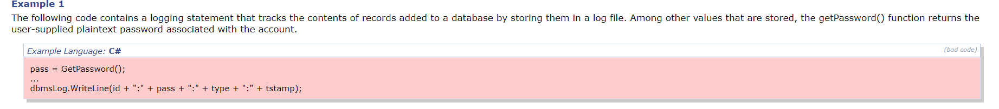 Example 1
The following code contains a logging statement that tracks the contents of records added to a database by storing them in a log file. Among other values that are stored, the getPassword() function returns the
user-supplied plaintext password associated with the account.
Example Language: C#
(bad code)
pass = GetPassword();
...
dbmsLog.WriteLine(id + ":" + pass + ":" + type + ":" + tstamp);